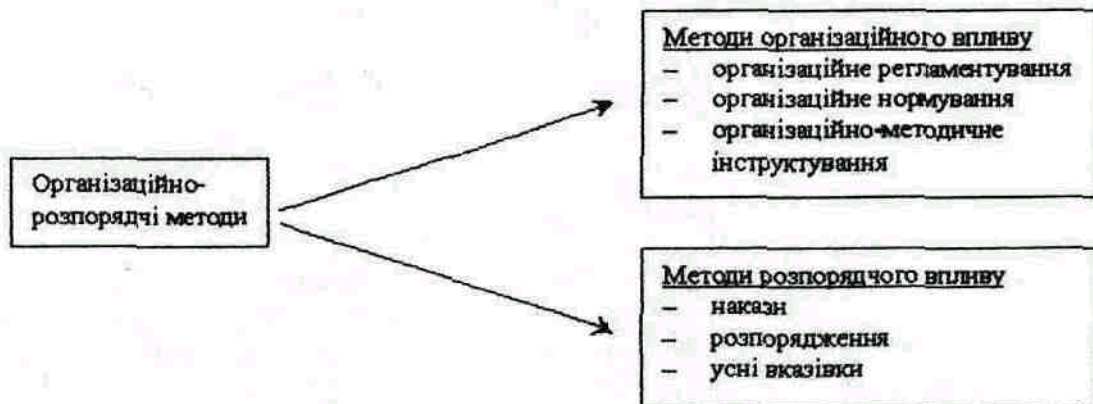 Організаційно-
розпорядчі методи
Методи організаційного впливу
– організаційне регламентування
– організаційне нормування
– організаційно-методичне
інструктування
Методи розпорядчого впливу
– накази
– розпорядження
– усні вказівки